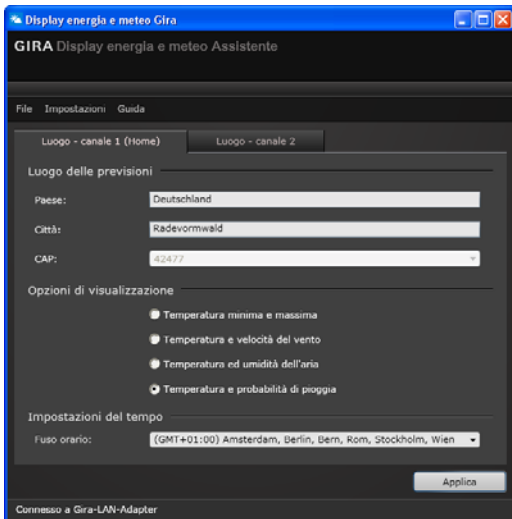 Display energia e meteo Gira
GIRA Display energia e meteo Assistente
File Impostazioni Guida
Luogo - canale 1 (Home) Luogo - canale 2
Luogo delle previsioni
Paese: Deutschland
Città: Radevormwald
CAP: 42477
Opzioni di visualizzazione
Temperatura minima e massima
Temperatura e velocità del vento
Temperatura ed umidità dell'aria
Temperatura e probabilità di pioggia
Impostazioni del tempo
Fuso orario: (GMT+01:00) Amsterdam, Berlin, Bern, Rom, Stockholm, Wien
Applica
Connesso a Gira-LAN-Adapter